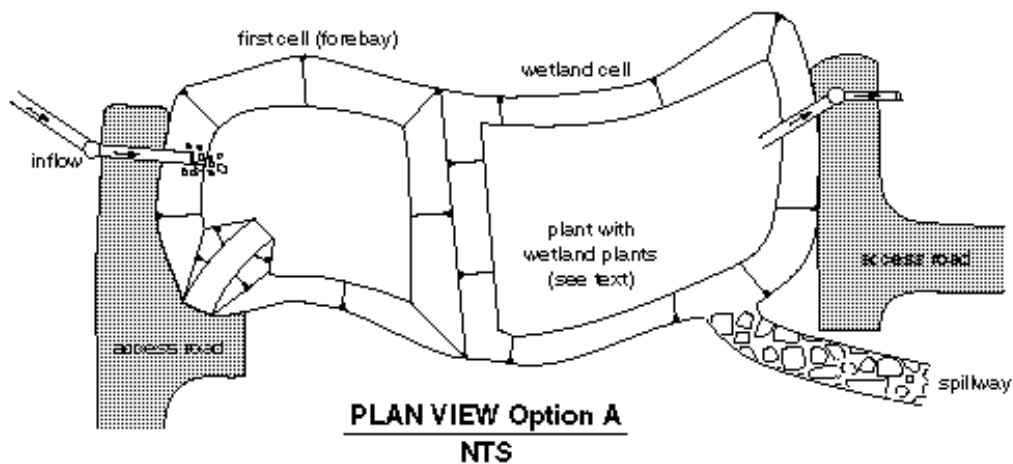 first cell (forebay)
wetland cell
inflow
plant with
wetland plants
(see text)
access road
access road
spillway
PLAN VIEW Option A
NTS